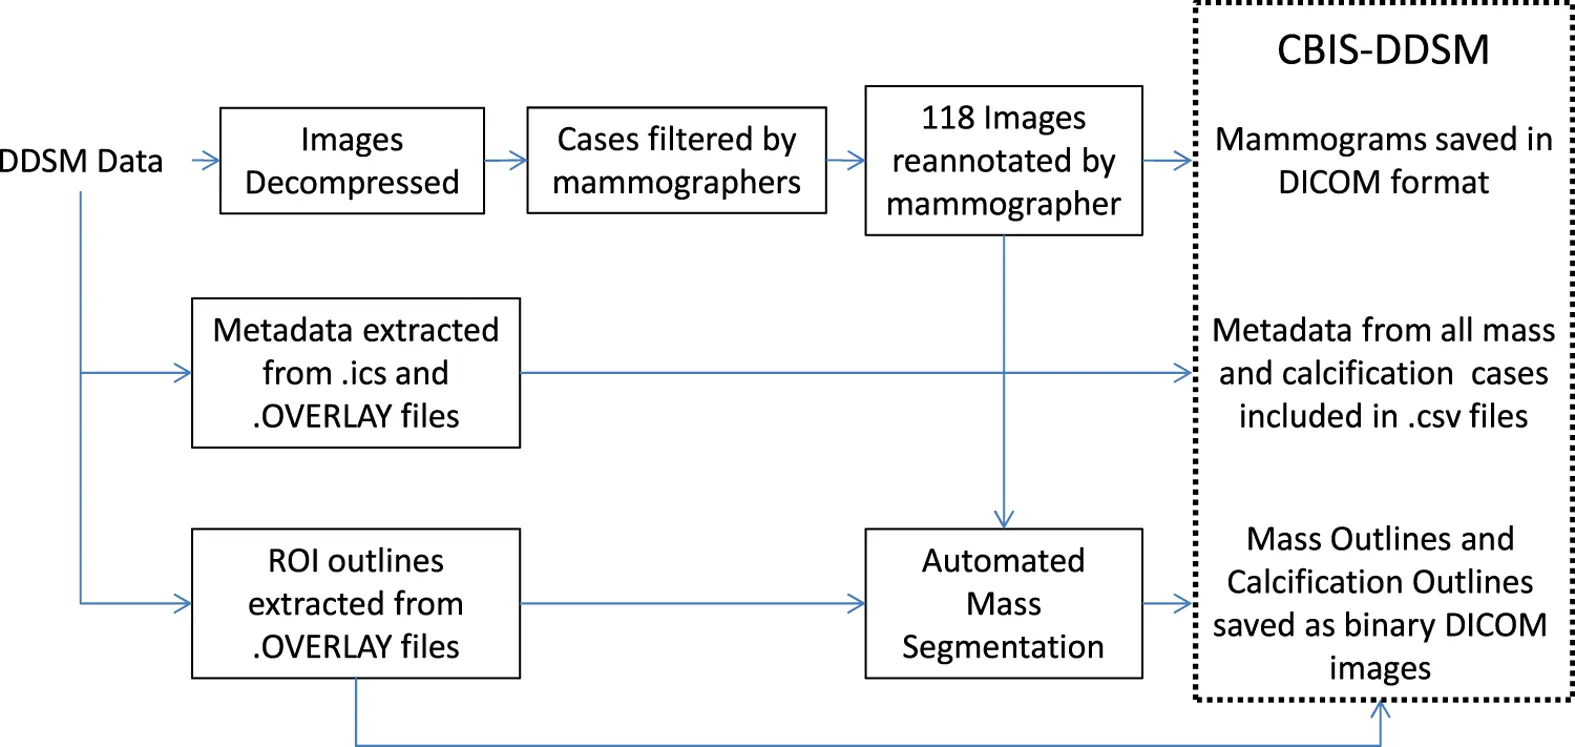 DDSM Data
Images
Decompressed
Cases filtered by
mammographers
118 Images
reannotated by
mammographer
CBIS-DDSM
Mammograms saved in
DICOM format
Metadata extracted
from .ics and
.OVERLAY files
Metadata from all mass
and calcification cases
included in .csv files
ROI outlines
extracted from
.OVERLAY files
Automated
Mass
Segmentation
Mass Outlines and
Calcification Outlines
saved as binary DICOM
images